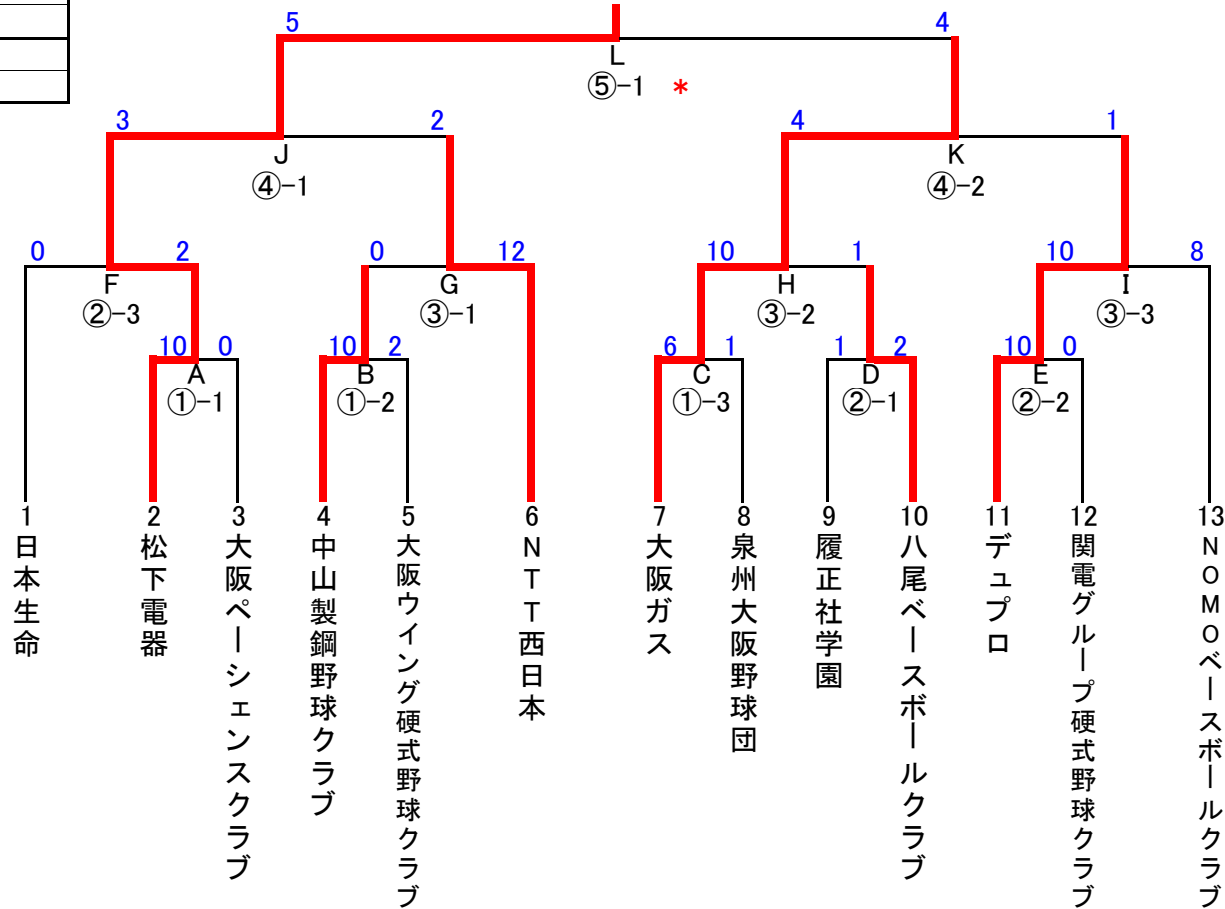 5 4
L
⑤-1 *
3 2 4 1
J K
④-1 ④-2
0 2 0 12 10 1 10 8
F G H I
②-3 ③-1 ③-2 ③-3
10 0 10 2 6 1 1 2 10 0
A B C D E
①-1 ①-2 ①-3 ②-1 ②-2
1 日本生命
2 松下電器
3 大阪ペーシェンスクラブ
4 中山製鋼野球クラブ
5 大阪ウイング硬式野球クラブ
6 NTT西日本
7 大阪ガス
8 泉州大阪野球団
9 履正社学園
10 八尾ベースボールクラブ
11 デュプロ
12 関電グループ硬式野球クラブ
13 NOMOベースボールクラブ